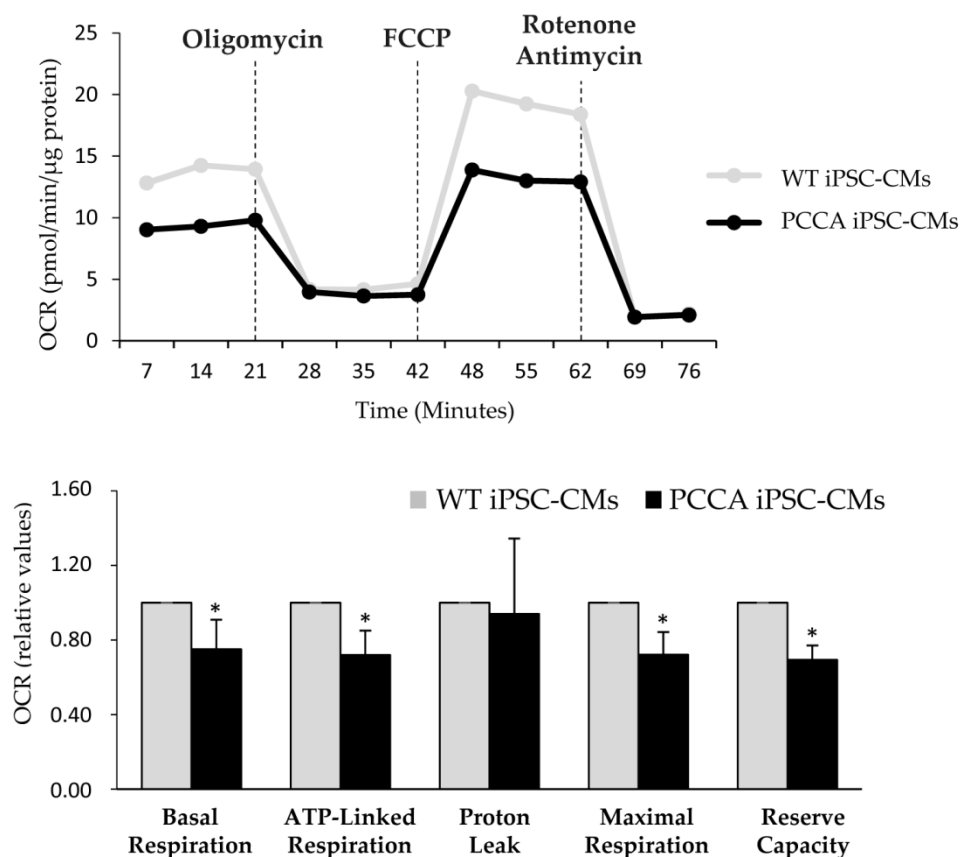 Oligomycin
FCCP
Rotenone
Antimycin
OCR (pmol/min/µg protein)
25
20
15
10
5
0
7 14 21 28 35 42 48 55 62 69 76
Time (Minutes)
WT iPSC-CMs
PCCA iPSC-CMs
OCR (relative values)
1.60
1.20
0.80
0.40
0.00
WT iPSC-CMs PCCA iPSC-CMs
* * * *
Basal
Respiration
ATP-Linked
Respiration
Proton
Leak
Maximal
Respiration
Reserve
Capacity